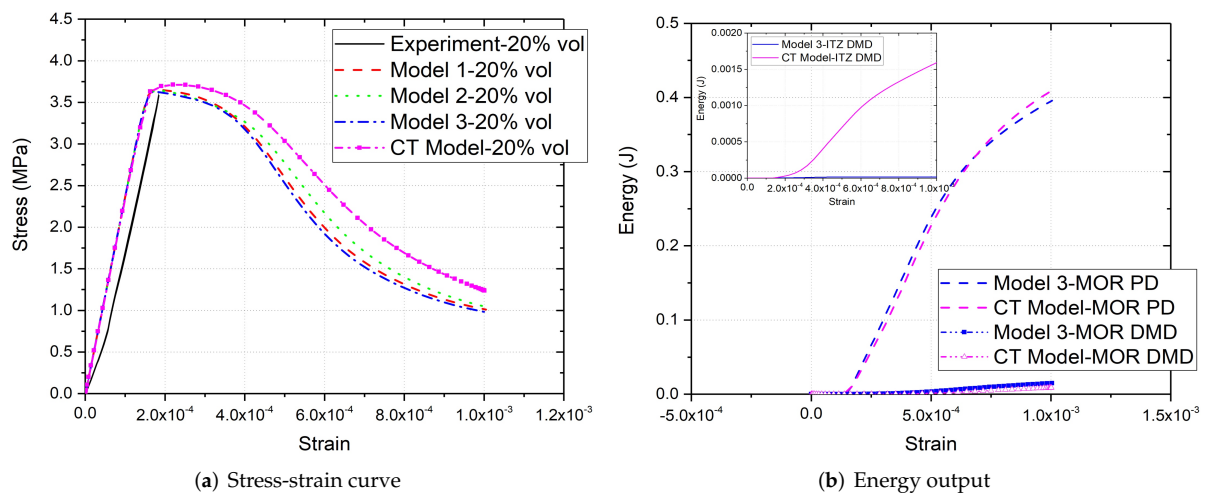 4.5
4.0
3.5
3.0
2.5
2.0
1.5
1.0
0.5
0.0
Stress (MPa)
Experiment-20% vol
Model 1-20% vol
Model 2-20% vol
Model 3-20% vol
CT Model-20% vol
0.0 2.0x10⁻⁴ 4.0x10⁻⁴ 6.0x10⁻⁴ 8.0x10⁻⁴ 1.0x10⁻³ 1.2x10⁻³
Strain
(a) Stress-strain curve
0.5
0.4
0.3
0.2
0.1
0.0
Energy (J)
0.0020
0.0015
0.0010
0.0005
0.0000
Energy (J)
Model 3-ITZ DMD
CT Model-ITZ DMD
0.0 2.0x10⁻⁴ 4.0x10⁻⁴ 6.0x10⁻⁴ 8.0x10⁻⁴ 1.0x10⁻³
Strain
Model 3-MOR PD
CT Model-MOR PD
Model 3-MOR DMD
CT Model-MOR DMD
-5.0x10⁻⁴ 0.0 5.0x10⁻⁴ 1.0x10⁻³ 1.5x10⁻³
Strain
(b) Energy output